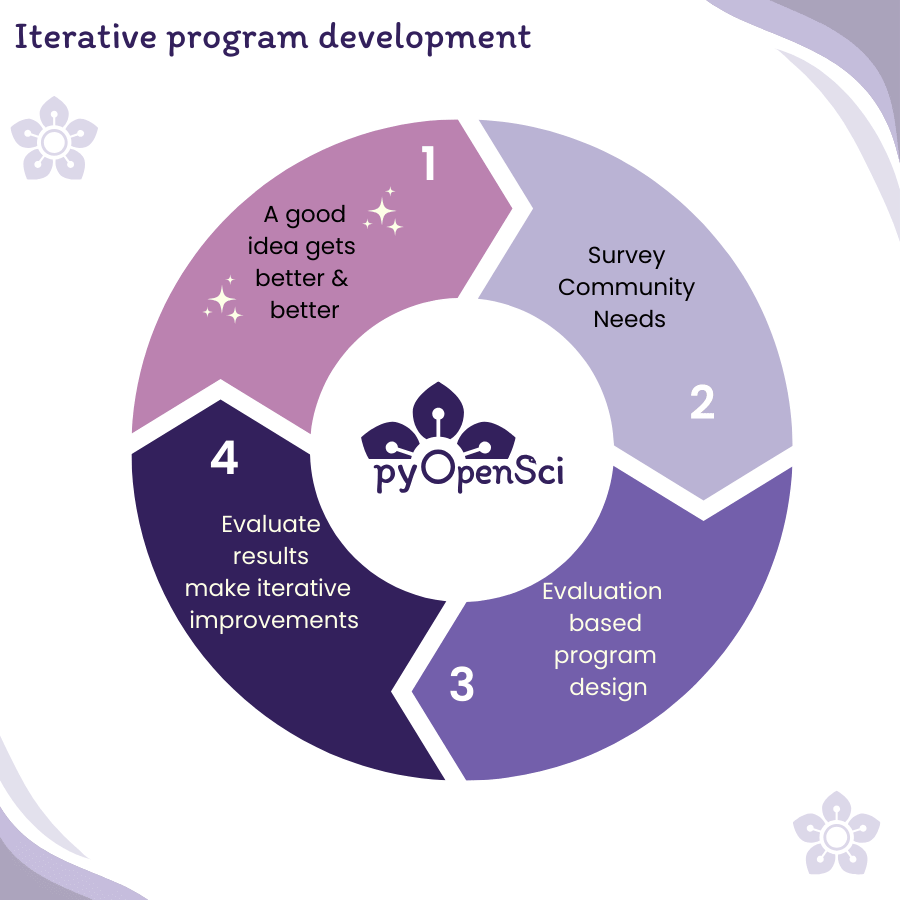 Iterative program development
1
A good
idea gets
better &
better
Survey
Community
Needs
2
3
Evaluation
based
program
design
4
Evaluate
results
make iterative
improvements
pyOpenSci